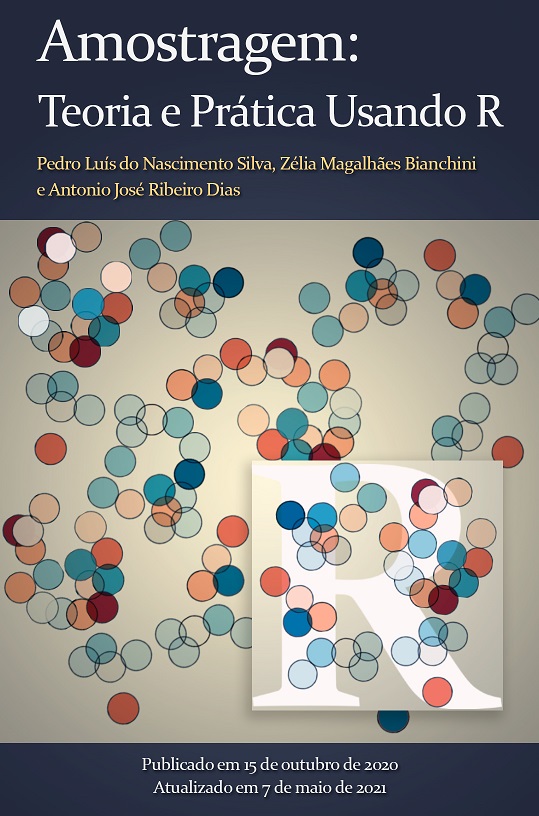 Amostragem:
Teoria e Prática Usando R
Pedro Luís do Nascimento Silva, Zélia Magalhães Bianchini
e Antonio José Ribeiro Dias
R
Publicado em 15 de outubro de 2020
Atualizado em 7 de maio de 2021